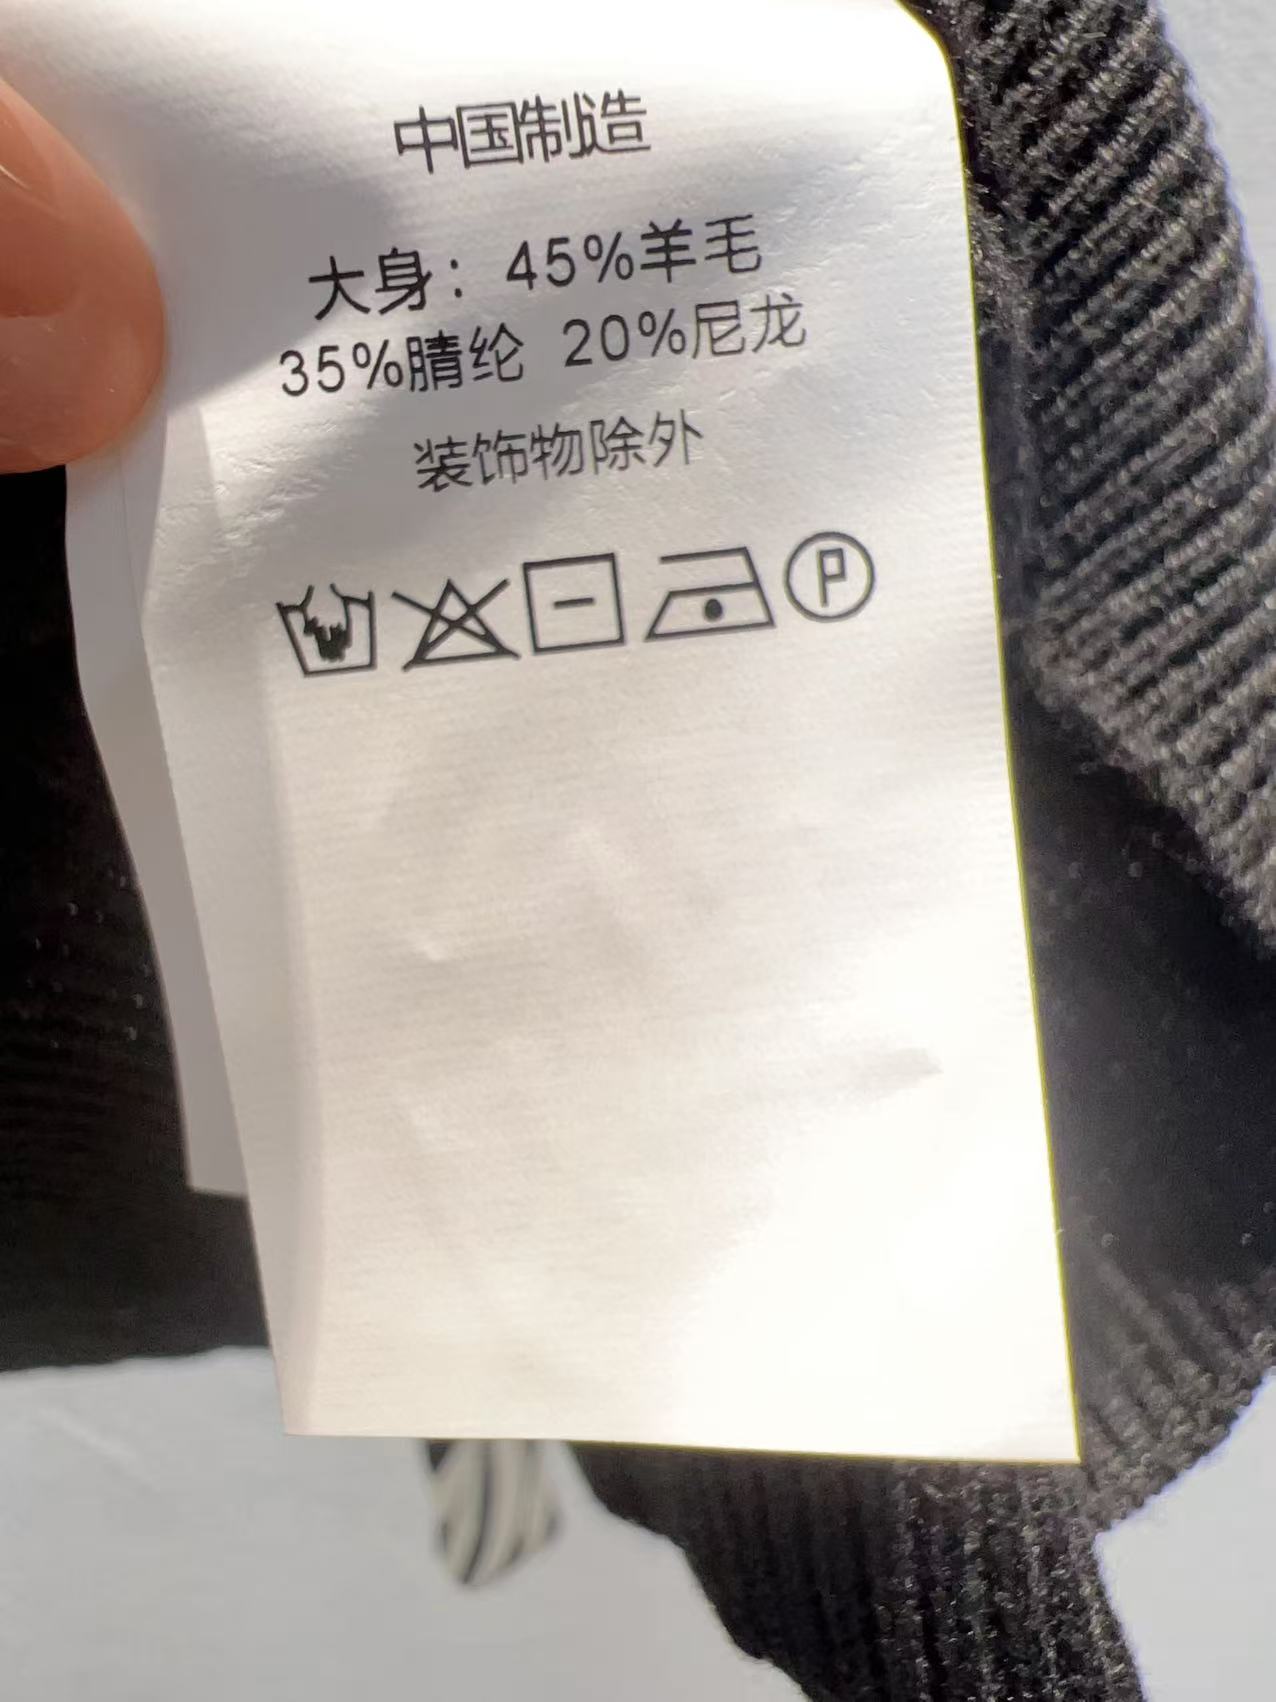 中国制造
大身：45%羊毛
35%腈纶 20%尼龙
装饰物除外
P